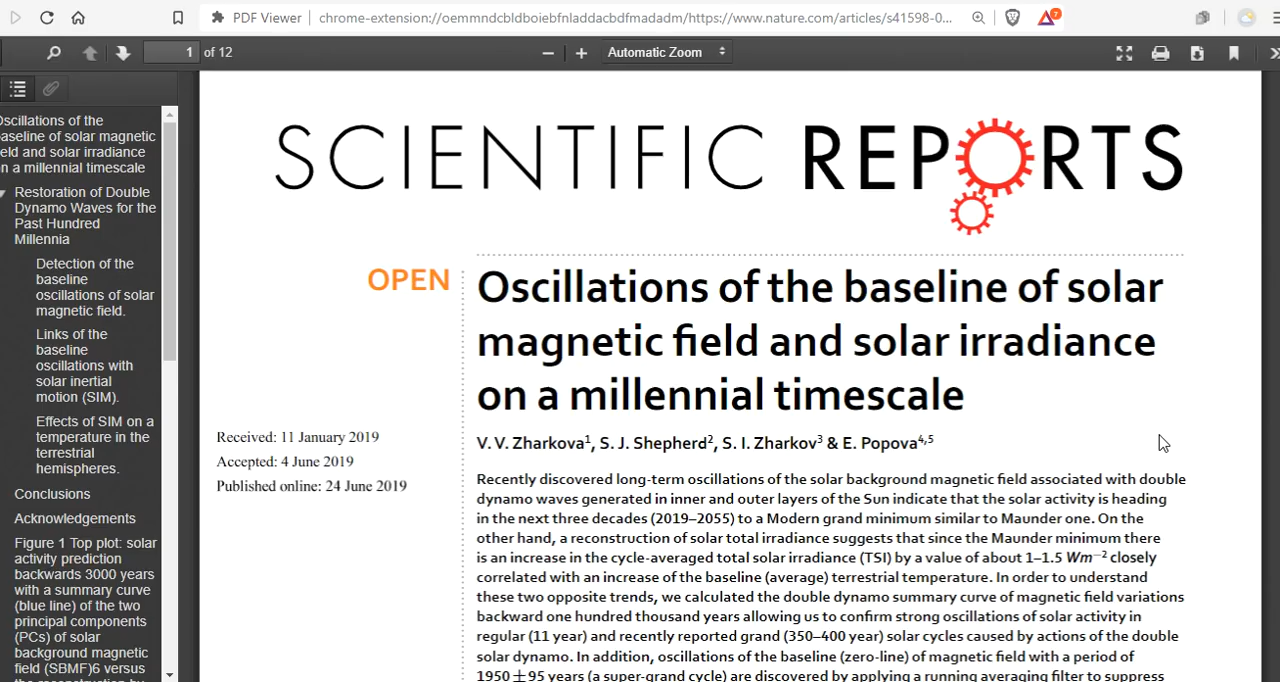 PDF Viewer
chrome-extension://oemmndcbldboiebfnladdacbdfmadadm/https://www.nature.com/articles/s41598-0...
7
1 of 12
Automatic Zoom
Oscillations of the
baseline of solar magnetic
field and solar irradiance
on a millennial timescale
Restoration of Double
Dynamo Waves for the
Past Hundred
Millennia
Detection of the
baseline
oscillations of solar
magnetic field.
Links of the
baseline
oscillations with
solar inertial
motion (SIM).
Effects of SIM on a
temperature in the
terrestrial
hemispheres.
Conclusions
Acknowledgements
Figure 1 Top plot: solar
activity prediction
backwards 3000 years
with a summary curve
(blue line) of the two
principal components
(PCs) of solar
background magnetic
field (SBMF)6 versus
the reconstruction by
SCIENTIFIC REPORTS
OPEN
Oscillations of the baseline of solar
magnetic field and solar irradiance
on a millennial timescale
Received: 11 January 2019
Accepted: 4 June 2019
Published online: 24 June 2019
V. V. Zharkova1, S. J. Shepherd2, S. I. Zharkov3 & E. Popova4,5
Recently discovered long-term oscillations of the solar background magnetic field associated with double
dynamo waves generated in inner and outer layers of the Sun indicate that the solar activity is heading
in the next three decades (2019–2055) to a Modern grand minimum similar to Maunder one. On the
other hand, a reconstruction of solar total irradiance suggests that since the Maunder minimum there
is an increase in the cycle-averaged total solar irradiance (TSI) by a value of about 1–1.5 Wm−2 closely
correlated with an increase of the baseline (average) terrestrial temperature. In order to understand
these two opposite trends, we calculated the double dynamo summary curve of magnetic field variations
backward one hundred thousand years allowing us to confirm strong oscillations of solar activity in
regular (11 year) and recently reported grand (350–400 year) solar cycles caused by actions of the double
solar dynamo. In addition, oscillations of the baseline (zero-line) of magnetic field with a period of
1950 ± 95 years (a super-grand cycle) are discovered by applying a running averaging filter to suppress